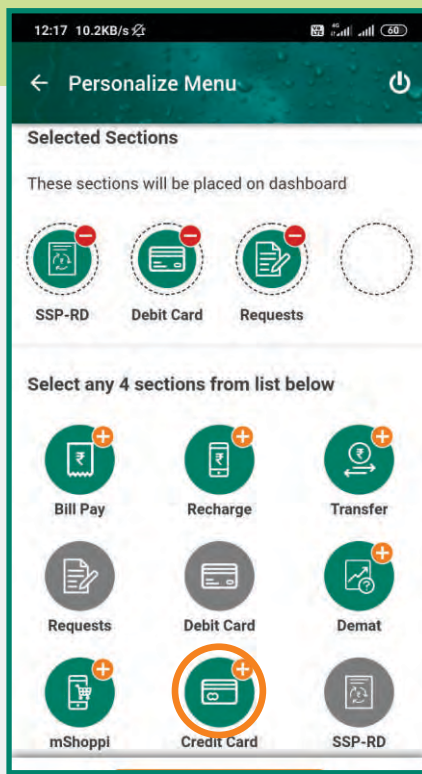 12:17 10.2KB/s 4G 60
← Personalize Menu
Selected Sections
These sections will be placed on dashboard
SSP-RD Debit Card Requests
Select any 4 sections from list below
Bill Pay Recharge Transfer
Requests Debit Card Demat
mShoppi Credit Card SSP-RD